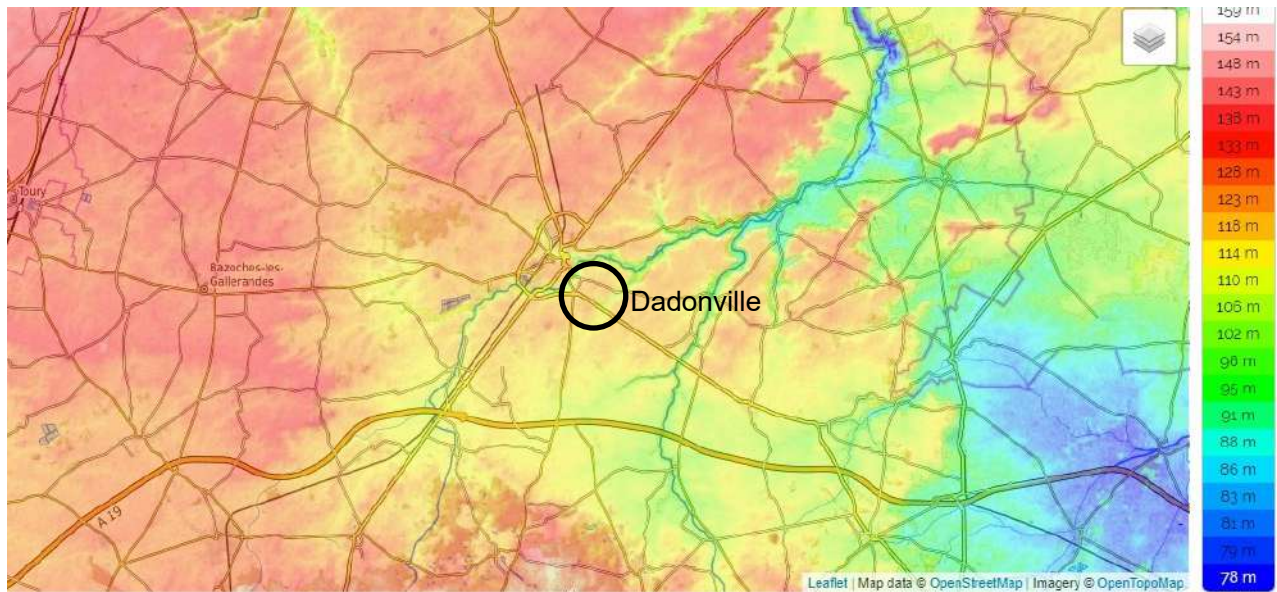 159 m
154 m
148 m
143 m
138 m
133 m
128 m
123 m
118 m
114 m
110 m
106 m
102 m
98 m
95 m
91 m
88 m
86 m
83 m
81 m
79 m
78 m
Toury
Bazoches-les-
Gallerandes
Dadonville
A 19
Leaflet | Map data © OpenStreetMap | Imagery © OpenTopoMap